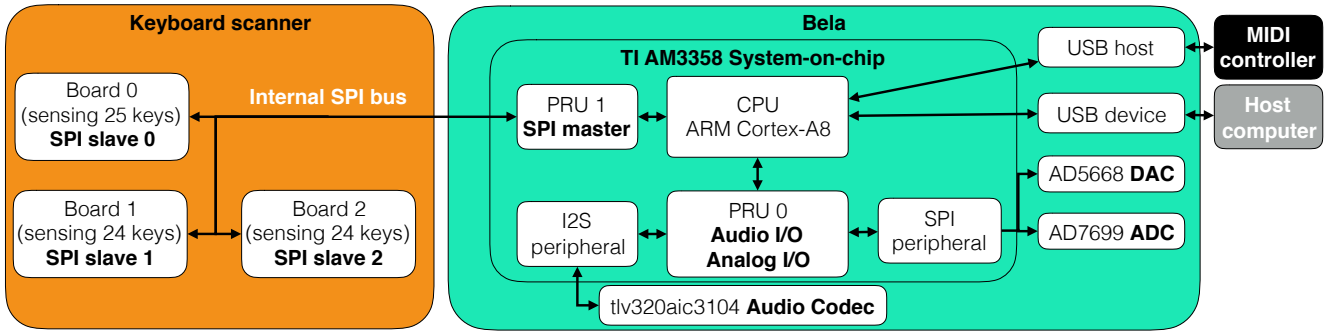 Keyboard scanner
Board 0
(sensing 25 keys)
SPI slave 0
Internal SPI bus
Board 1
(sensing 24 keys)
SPI slave 1
Board 2
(sensing 24 keys)
SPI slave 2
Bela
TI AM3358 System-on-chip
PRU 1
SPI master
CPU
ARM Cortex-A8
I2S
peripheral
PRU 0
Audio I/O
Analog I/O
SPI
peripheral
tlv320aic3104 Audio Codec
USB host
USB device
AD5668 DAC
AD7699 ADC
MIDI
controller
Host
computer